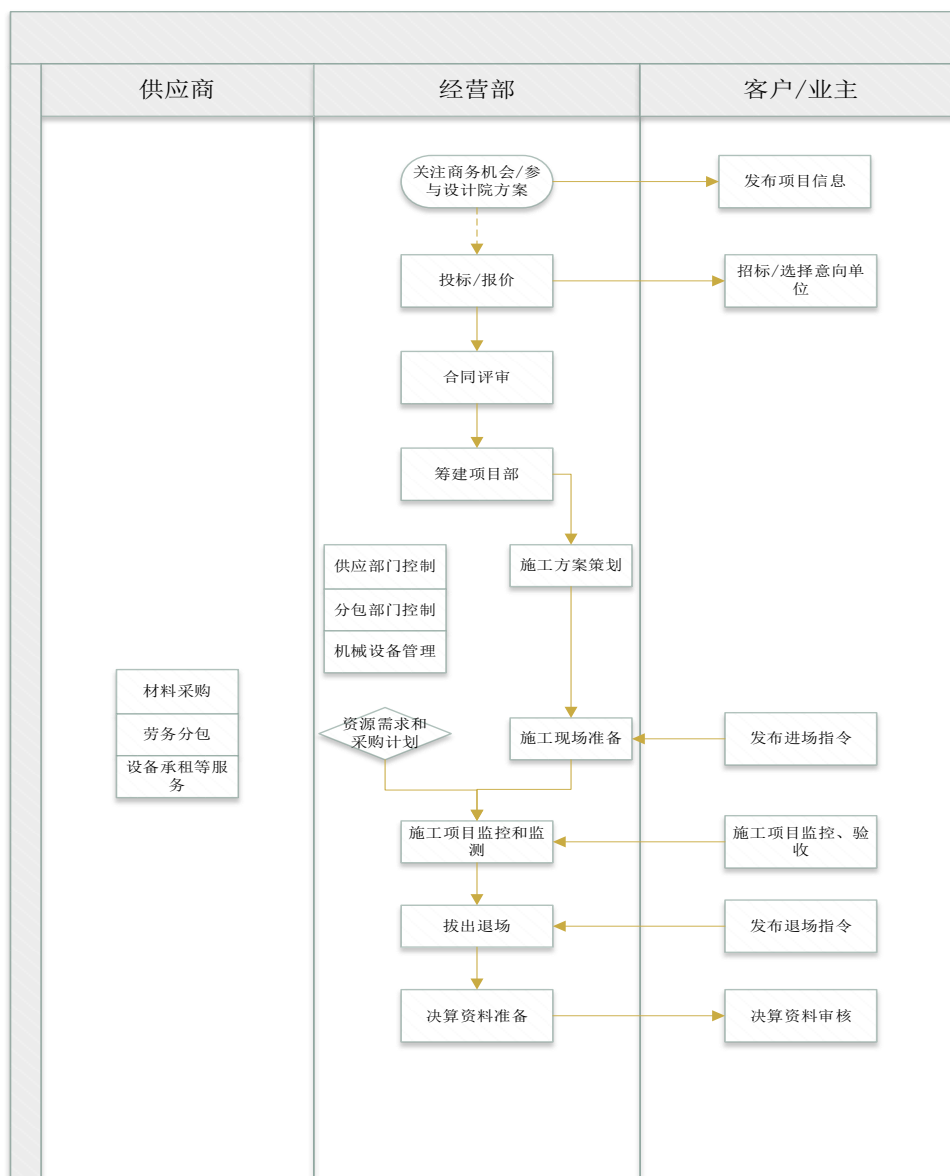 供应商
经营部
客户/业主
关注商务机会/参
与设计院方案
发布项目信息
投标/报价
招标/选择意向单
位
合同评审
筹建项目部
供应部门控制
施工方案策划
分包部门控制
机械设备管理
材料采购
劳务分包
设备承租等服
务
资源需求和
采购计划
施工现场准备
发布进场指令
施工项目监控和监
测
施工项目监控、验
收
拔出退场
发布退场指令
决算资料准备
决算资料审核